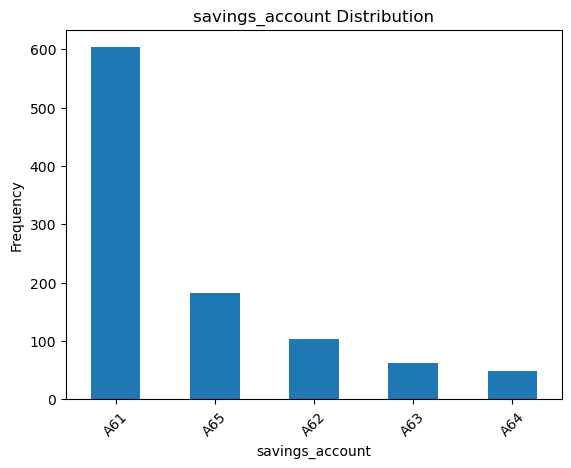 savings_account Distribution
600
500
400
300
200
100
0
Frequency
A61
A65
A62
A63
A64
savings_account